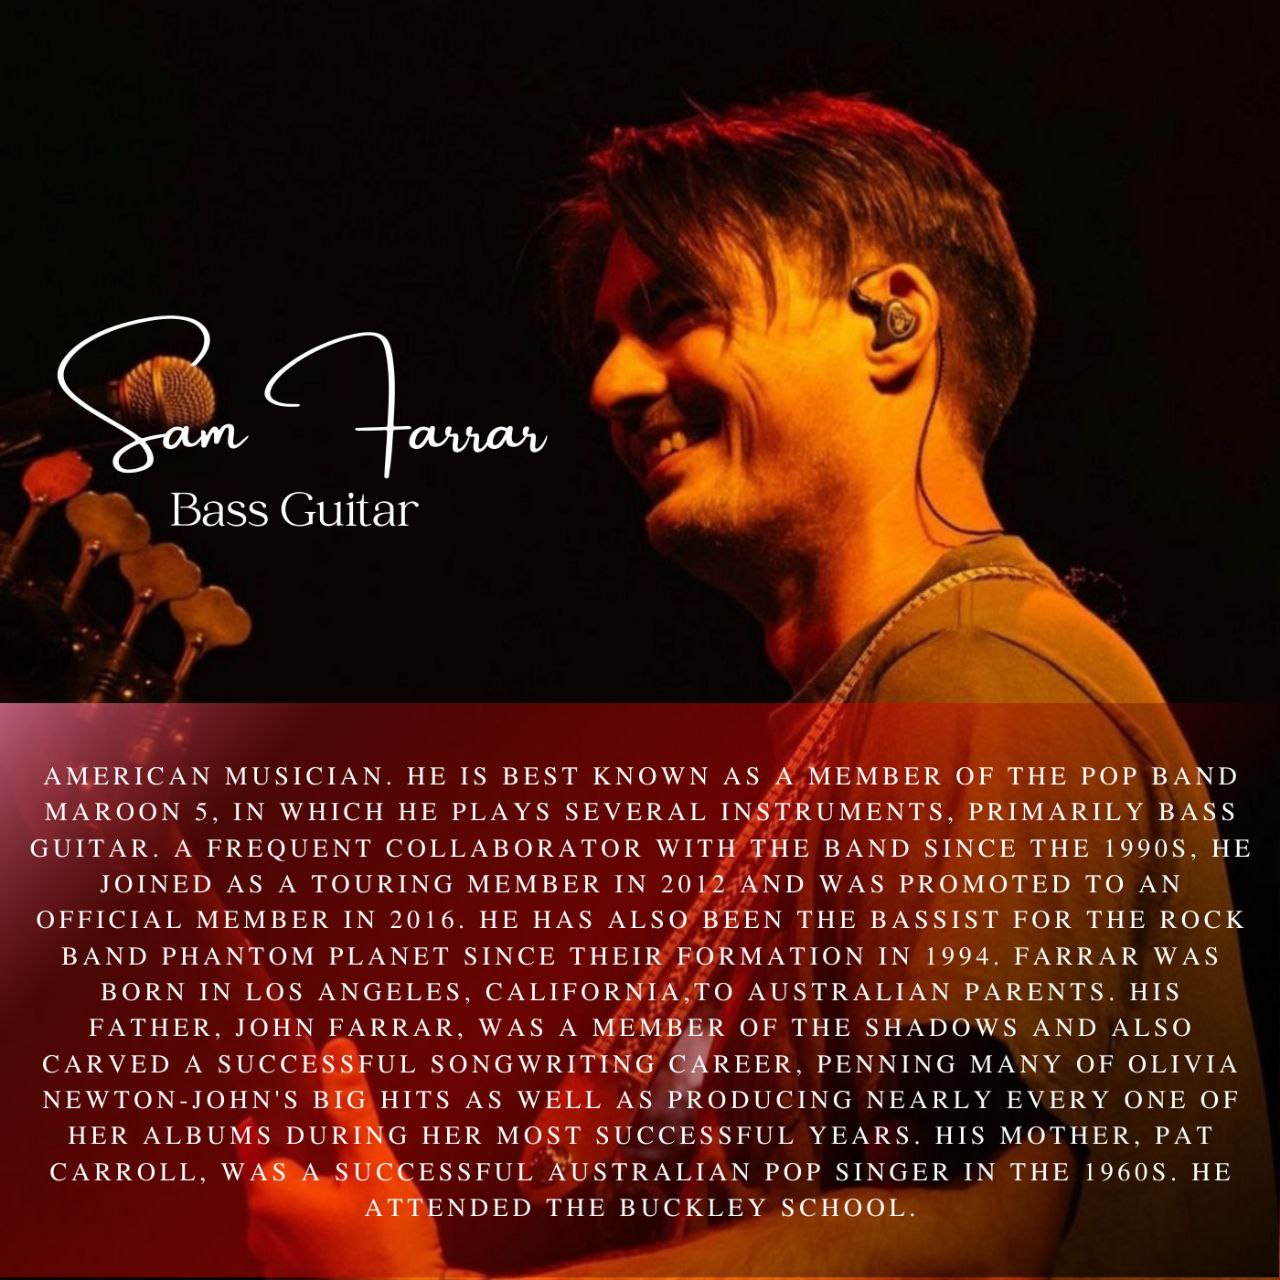 Sam Farrar
Bass Guitar
AMERICAN MUSICIAN. HE IS BEST KNOWN AS A MEMBER OF THE POP BAND
MAROON 5, IN WHICH HE PLAYS SEVERAL INSTRUMENTS, PRIMARILY BASS
GUITAR. A FREQUENT COLLABORATOR WITH THE BAND SINCE THE 1990S, HE
JOINED AS A TOURING MEMBER IN 2012 AND WAS PROMOTED TO AN
OFFICIAL MEMBER IN 2016. HE HAS ALSO BEEN THE BASSIST FOR THE ROCK
BAND PHANTOM PLANET SINCE THEIR FORMATION IN 1994. FARRAR WAS
BORN IN LOS ANGELES, CALIFORNIA,TO AUSTRALIAN PARENTS. HIS
FATHER, JOHN FARRAR, WAS A MEMBER OF THE SHADOWS AND ALSO
CARVED A SUCCESSFUL SONGWRITING CAREER, PENNING MANY OF OLIVIA
NEWTON-JOHN'S BIG HITS AS WELL AS PRODUCING NEARLY EVERY ONE OF
HER ALBUMS DURING HER MOST SUCCESSFUL YEARS. HIS MOTHER, PAT
CARROLL, WAS A SUCCESSFUL AUSTRALIAN POP SINGER IN THE 1960S. HE
ATTENDED THE BUCKLEY SCHOOL.